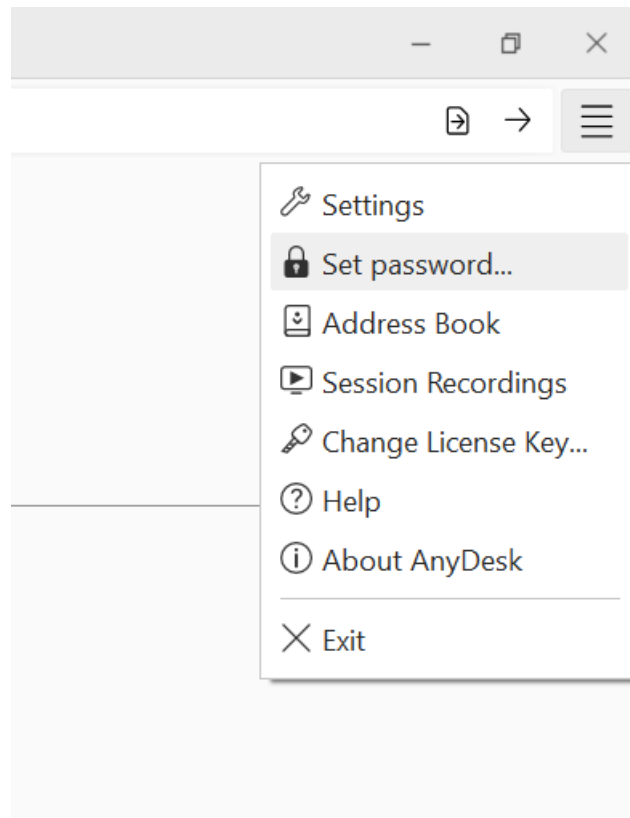 Settings
Set password...
Address Book
Session Recordings
Change License Key...
Help
About AnyDesk
Exit